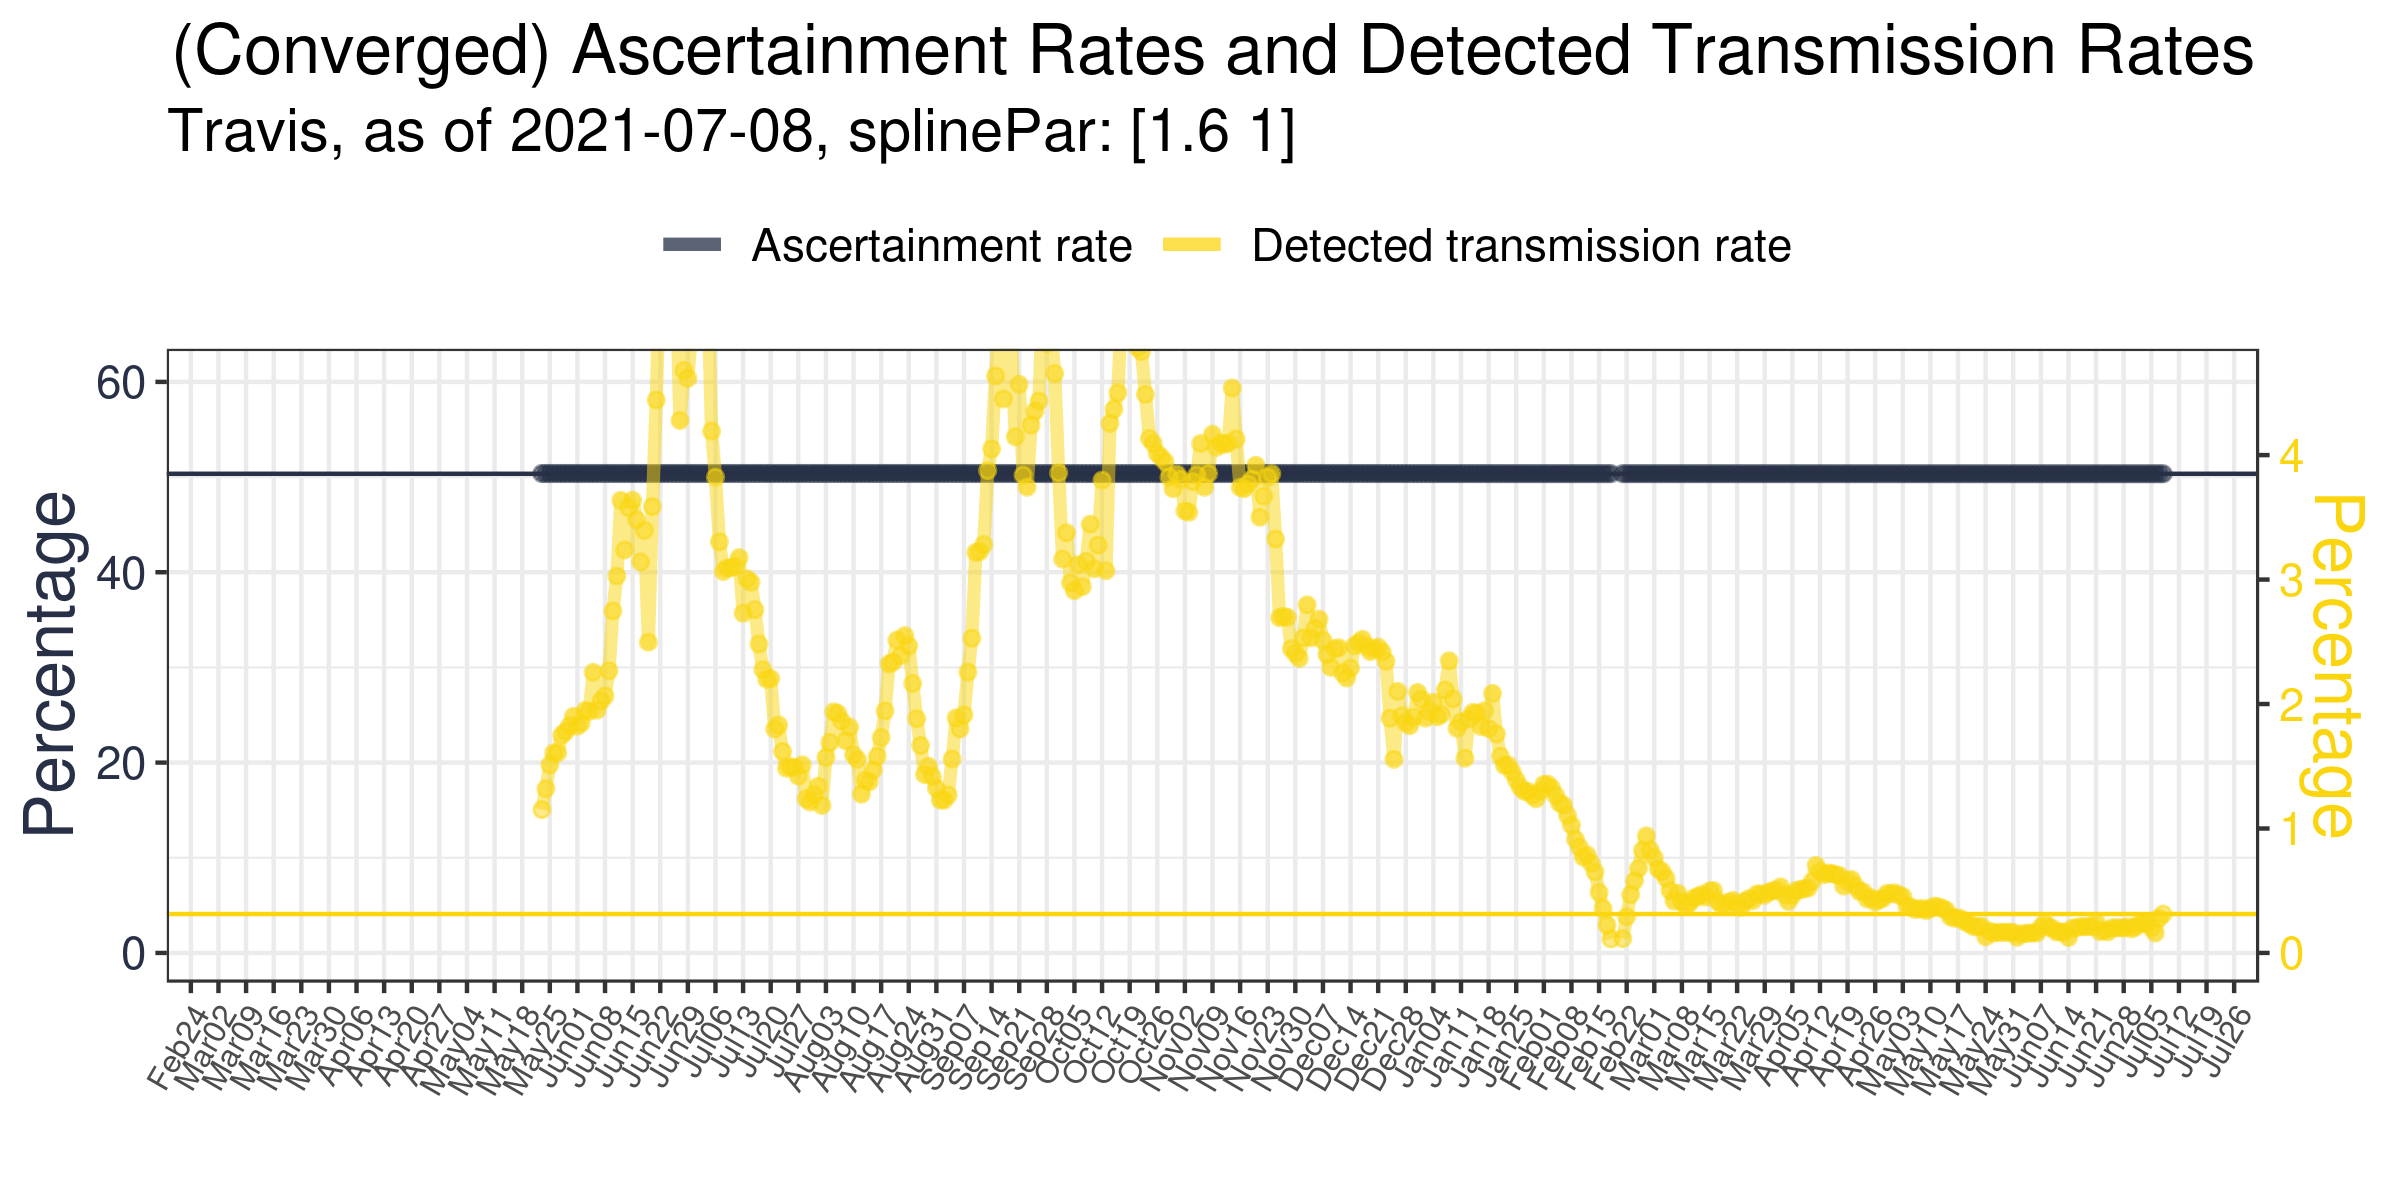 (Converged) Ascertainment Rates and Detected Transmission Rates
Travis, as of 2021-07-08, splinePar: [1.6 1]
Ascertainment rate
Detected transmission rate
Percentage
60
40
20
0
4
3
2
1
0
Percentage
Feb24
Mar02
Mar09
Mar16
Mar23
Mar30
Apr06
Apr13
Apr20
Apr27
May04
May11
May18
May25
Jun01
Jun08
Jun15
Jun22
Jun29
Jul06
Jul13
Jul20
Jul27
Aug03
Aug10
Aug17
Aug24
Aug31
Sep07
Sep14
Sep21
Sep28
Oct05
Oct12
Oct19
Oct26
Nov02
Nov09
Nov16
Nov23
Nov30
Dec07
Dec14
Dec21
Dec28
Jan04
Jan11
Jan18
Jan25
Feb01
Feb08
Feb15
Feb22
Mar01
Mar08
Mar15
Mar22
Mar29
Apr05
Apr12
Apr19
Apr26
May03
May10
May17
May24
May31
Jun07
Jun14
Jun21
Jun28
Jul05
Jul12
Jul19
Jul26